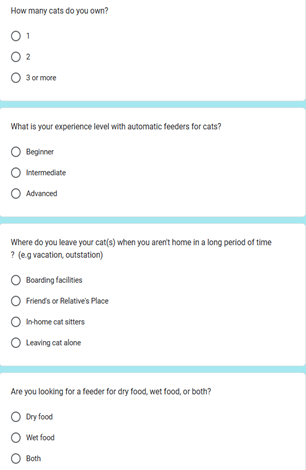 How many cats do you own?
1
2
3 or more
What is your experience level with automatic feeders for cats?
Beginner
Intermediate
Advanced
Where do you leave your cat(s) when you aren't home in a long period of time
? (e.g vacation, outstation)
Boarding facilities
Friend's or Relative's Place
In-home cat sitters
Leaving cat alone
Are you looking for a feeder for dry food, wet food, or both?
Dry food
Wet food
Both